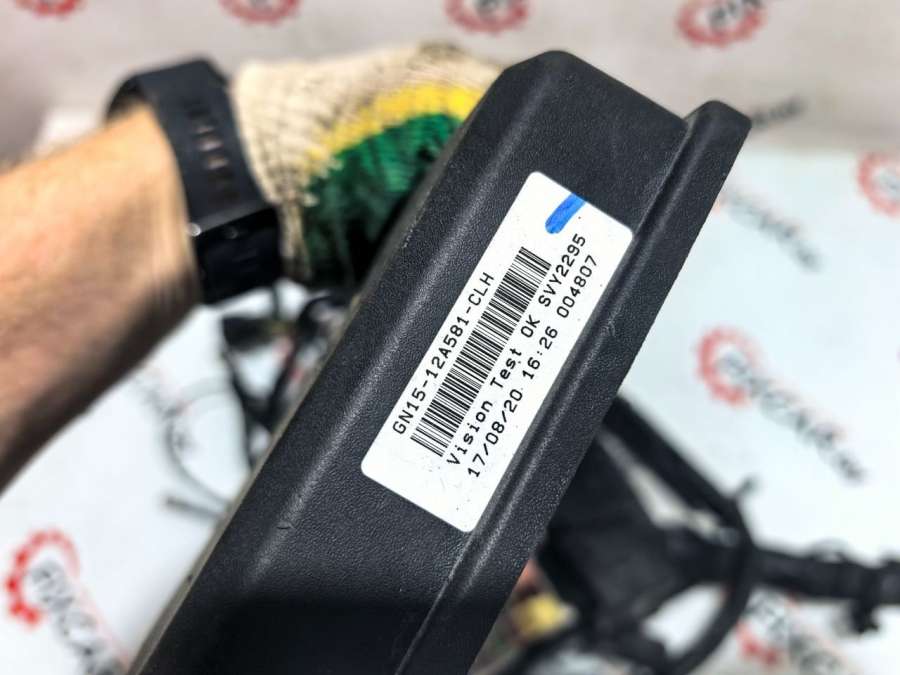 GN15-12A581-CLH
Vision Test OK SVY2295
17/08/20 16:26 004807